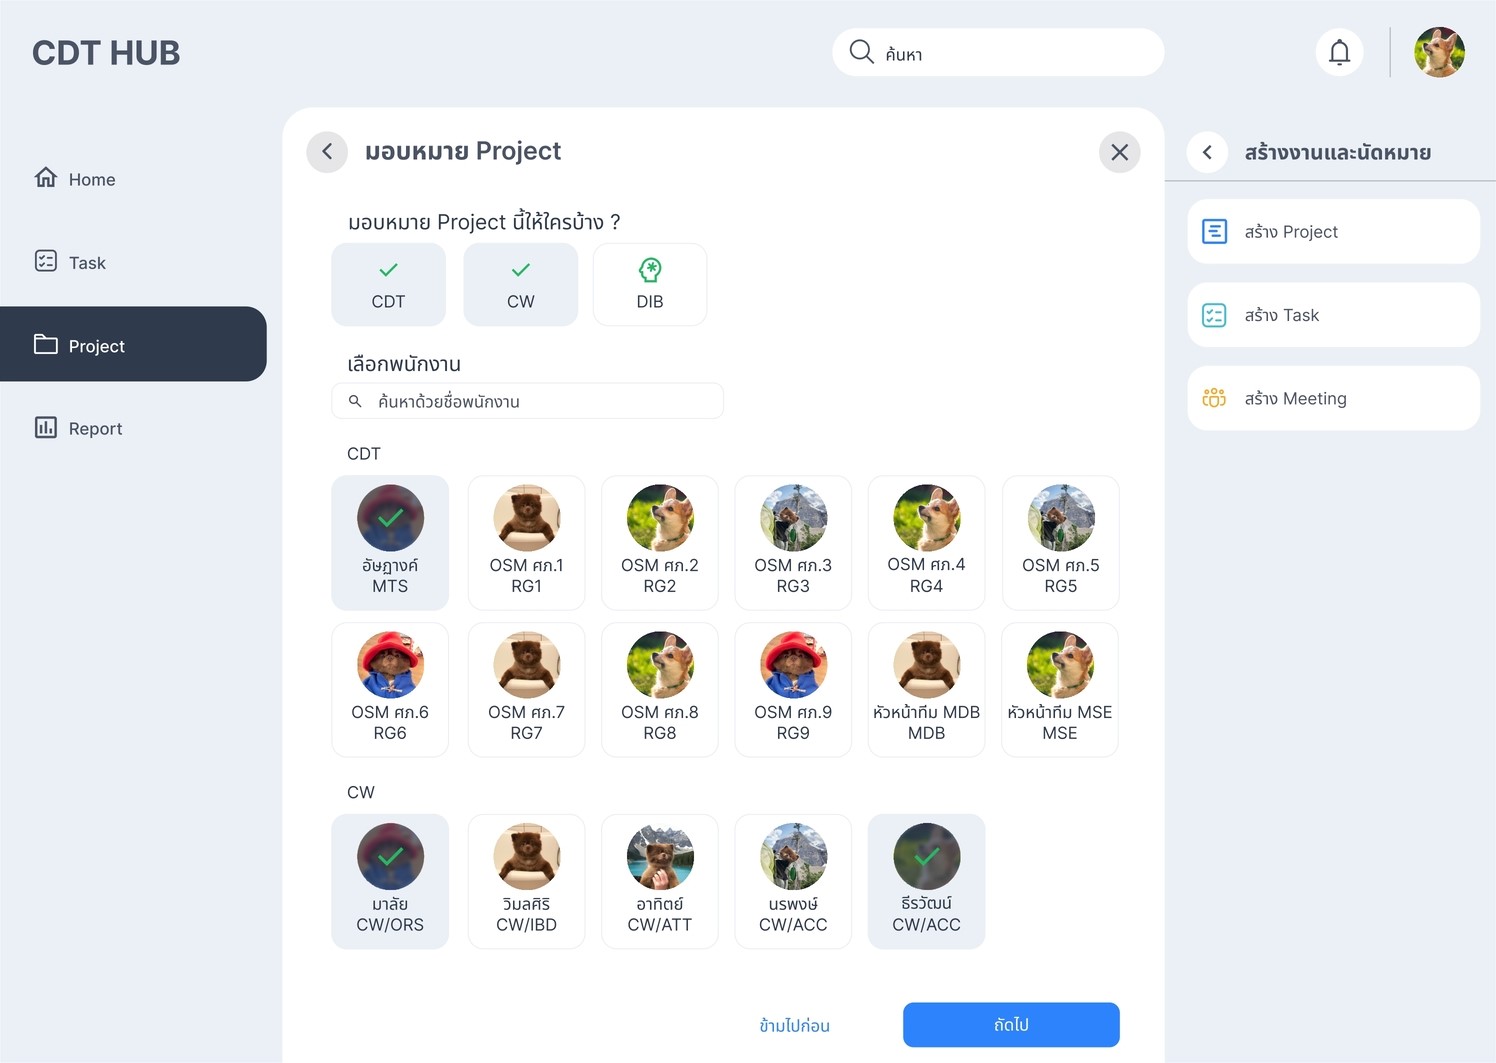 CDT HUB
ค้นหา
Home
Task
Project
Report
มอบหมาย Project
มอบหมาย Project นี้ให้ใครบ้าง ?
CDT
CW
DIB
เลือกพนักงาน
ค้นหาด้วยชื่อพนักงาน
CDT
อัษฎางค์
MTS
OSM ศภ.1
RG1
OSM ศภ.2
RG2
OSM ศภ.3
RG3
OSM ศภ.4
RG4
OSM ศภ.5
RG5
OSM ศภ.6
RG6
OSM ศภ.7
RG7
OSM ศภ.8
RG8
OSM ศภ.9
RG9
หัวหน้าทีม MDB
MDB
หัวหน้าทีม MSE
MSE
CW
มาลัย
CW/ORS
วิมลศิริ
CW/IBD
อาทิตย์
CW/ATT
นรพงษ์
CW/ACC
ธีรวัฒน์
CW/ACC
ข้ามไปก่อน
ถัดไป
สร้างงานและนัดหมาย
สร้าง Project
สร้าง Task
สร้าง Meeting